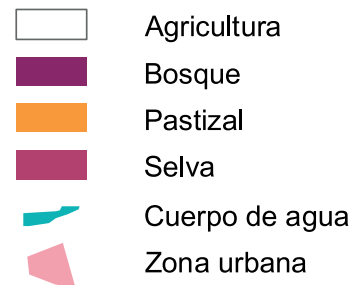 Agricultura
Bosque
Pastizal
Selva
Cuerpo de agua
Zona urbana